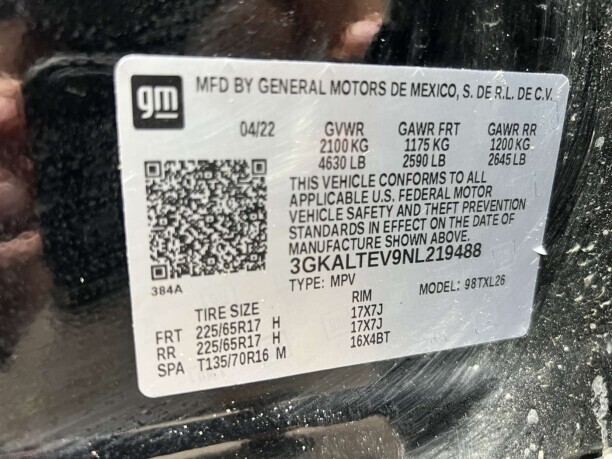 gm
MFD BY GENERAL MOTORS DE MEXICO, S. DE R.L. DE C.V.
04/22 GVWR GAWR FRT GAWR RR
2100 KG 1175 KG 1200 KG
4630 LB 2590 LB 2645 LB
THIS VEHICLE CONFORMS TO ALL
APPLICABLE U.S. FEDERAL MOTOR
VEHICLE SAFETY AND THEFT PREVENTION
STANDARDS IN EFFECT ON THE DATE OF
MANUFACTURE SHOWN ABOVE.
3GKALTEV9NL219488
384A
TYPE: MPV MODEL: 98TXL26
TIRE SIZE RIM
FRT 225/65R17 H 17X7J
RR 225/65R17 H 17X7J
SPA T135/70R16 M 16X4BT